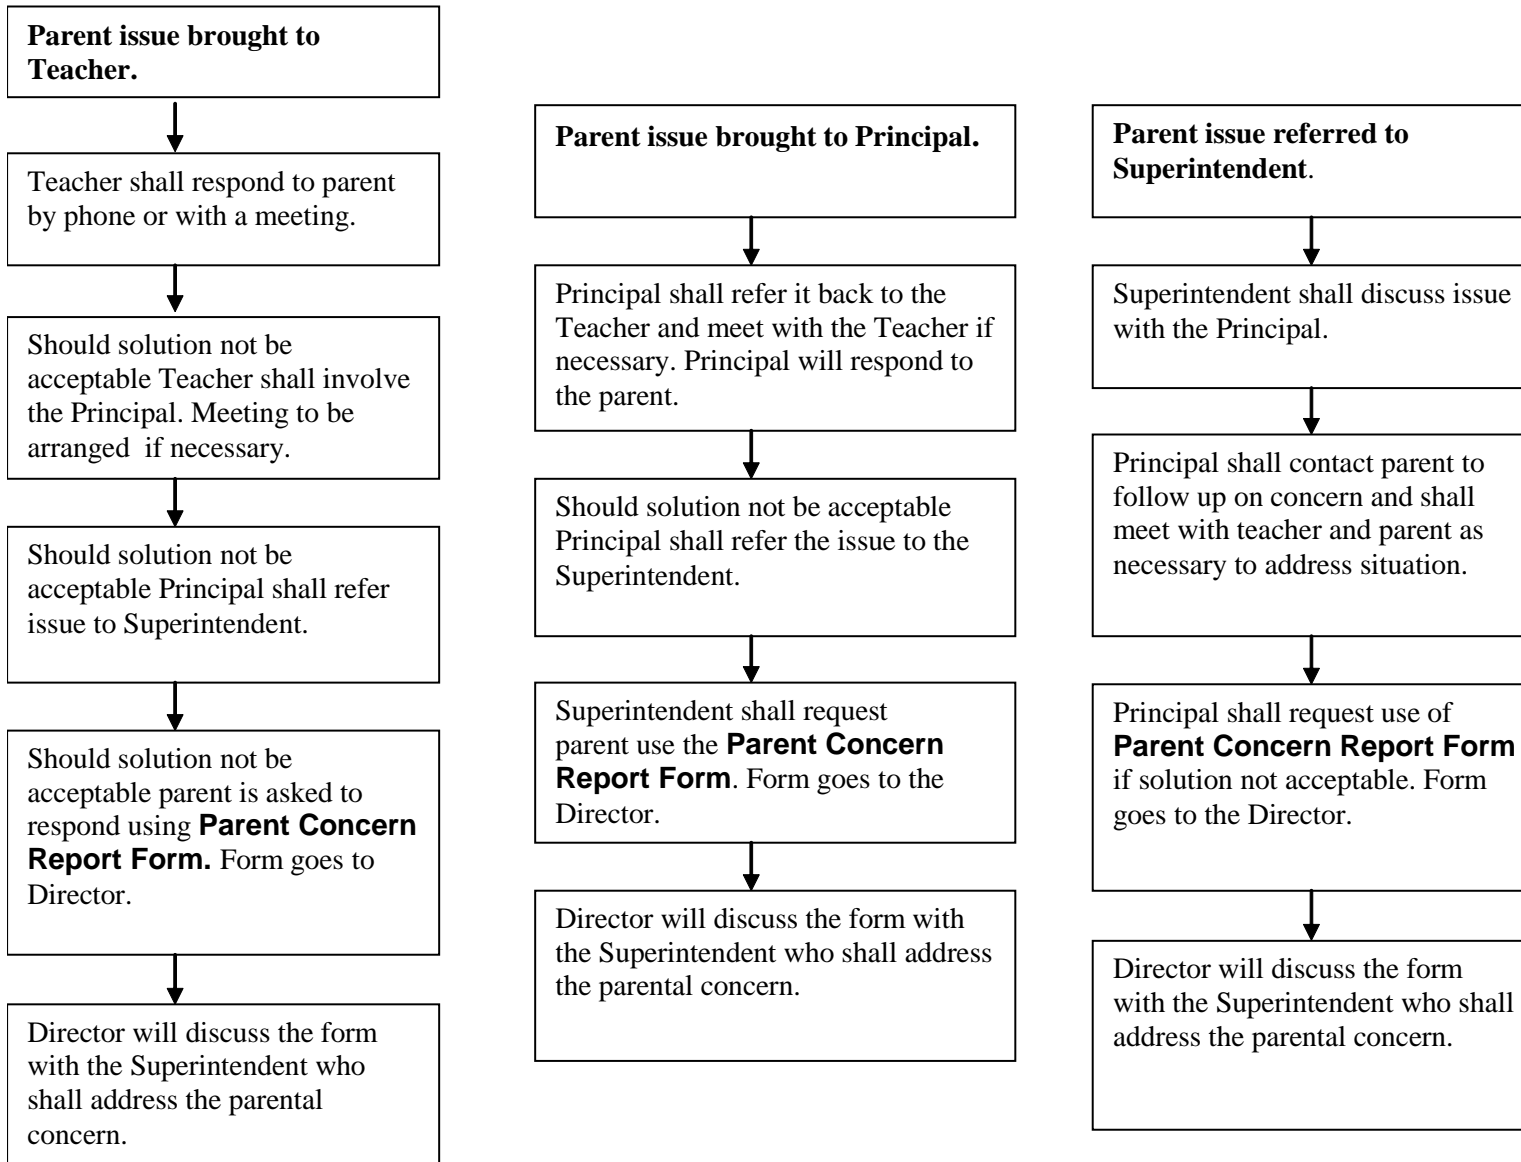 Parent issue brought to
Teacher.
Teacher shall respond to parent
by phone or with a meeting.
Should solution not be
acceptable Teacher shall involve
the Principal. Meeting to be
arranged  if necessary.
Should solution not be
acceptable Principal shall refer
issue to Superintendent.
Should solution not be
acceptable parent is asked to
respond using Parent Concern
Report Form. Form goes to
Director.
Director will discuss the form
with the Superintendent who
shall address the parental
concern.
Parent issue brought to Principal.
Principal shall refer it back to the
Teacher and meet with the Teacher if
necessary. Principal will respond to
the parent.
Should solution not be acceptable
Principal shall refer the issue to the
Superintendent.
Superintendent shall request
parent use the Parent Concern
Report Form. Form goes to the
Director.
Director will discuss the form with
the Superintendent who shall address
the parental concern.
Parent issue referred to
Superintendent.
Superintendent shall discuss issue
with the Principal.
Principal shall contact parent to
follow up on concern and shall
meet with teacher and parent as
necessary to address situation.
Principal shall request use of
Parent Concern Report Form
if solution not acceptable. Form
goes to the Director.
Director will discuss the form
with the Superintendent who shall
address the parental concern.